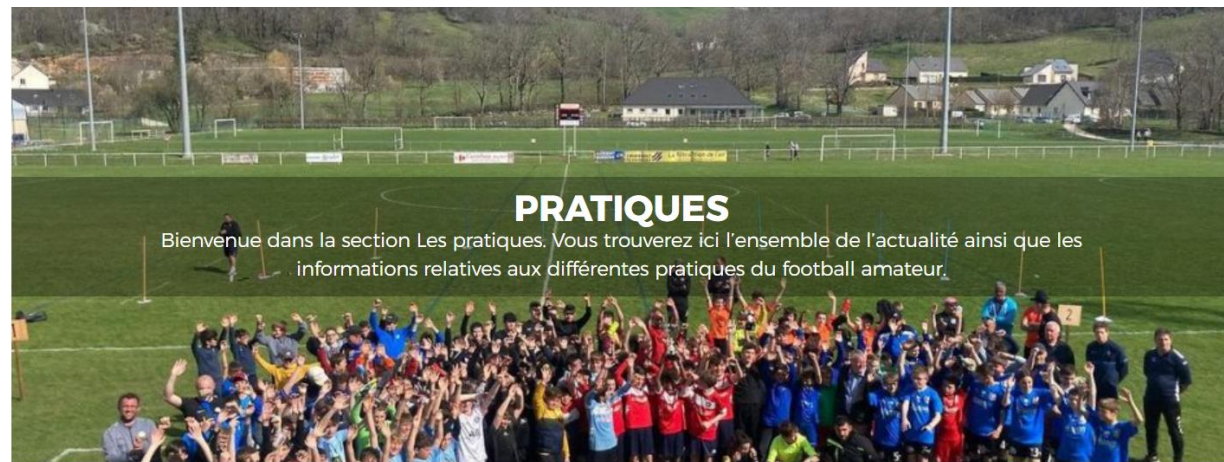 PRATIQUES
Bienvenue dans la section Les pratiques. Vous trouverez ici l'ensemble de l'actualité ainsi que les
informations relatives aux différentes pratiques du football amateur.
2